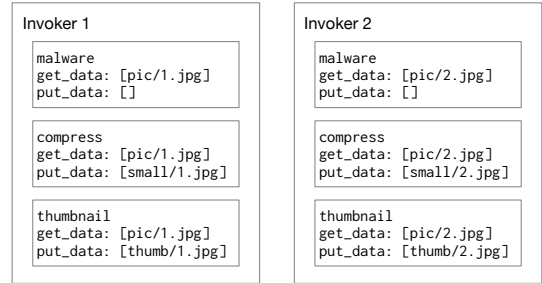 Invoker 1
malware
get_data: [pic/1.jpg]
put_data: []
compress
get_data: [pic/1.jpg]
put_data: [small/1.jpg]
thumbnail
get_data: [pic/1.jpg]
put_data: [thumb/1.jpg]
Invoker 2
malware
get_data: [pic/2.jpg]
put_data: []
compress
get_data: [pic/2.jpg]
put_data: [small/2.jpg]
thumbnail
get_data: [pic/2.jpg]
put_data: [thumb/2.jpg]